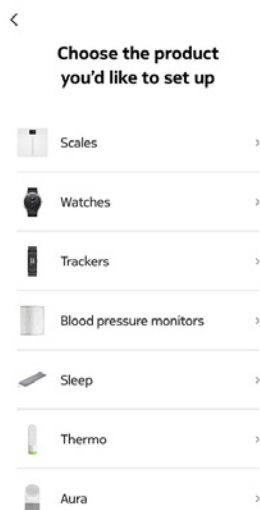 Choose the product
you'd like to set up
Scales
Watches
Trackers
Blood pressure monitors
Sleep
Thermo
Aura